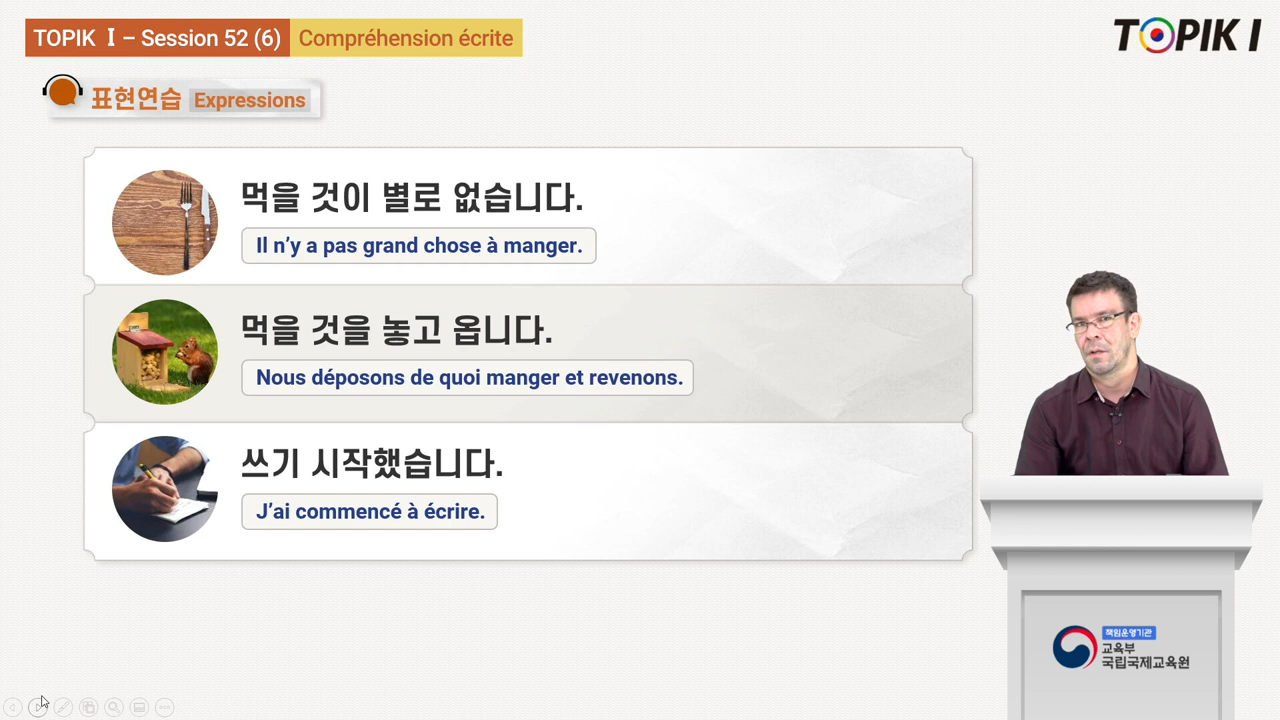 TOPIK I – Session 52 (6) Compréhension écrite
TOPIK I
표현연습 Expressions
먹을 것이 별로 없습니다.
Il n’y a pas grand chose à manger.
먹을 것을 놓고 옵니다.
Nous déposons de quoi manger et revenons.
쓰기 시작했습니다.
J’ai commencé à écrire.
책임운영기관
교육부
국립국제교육원